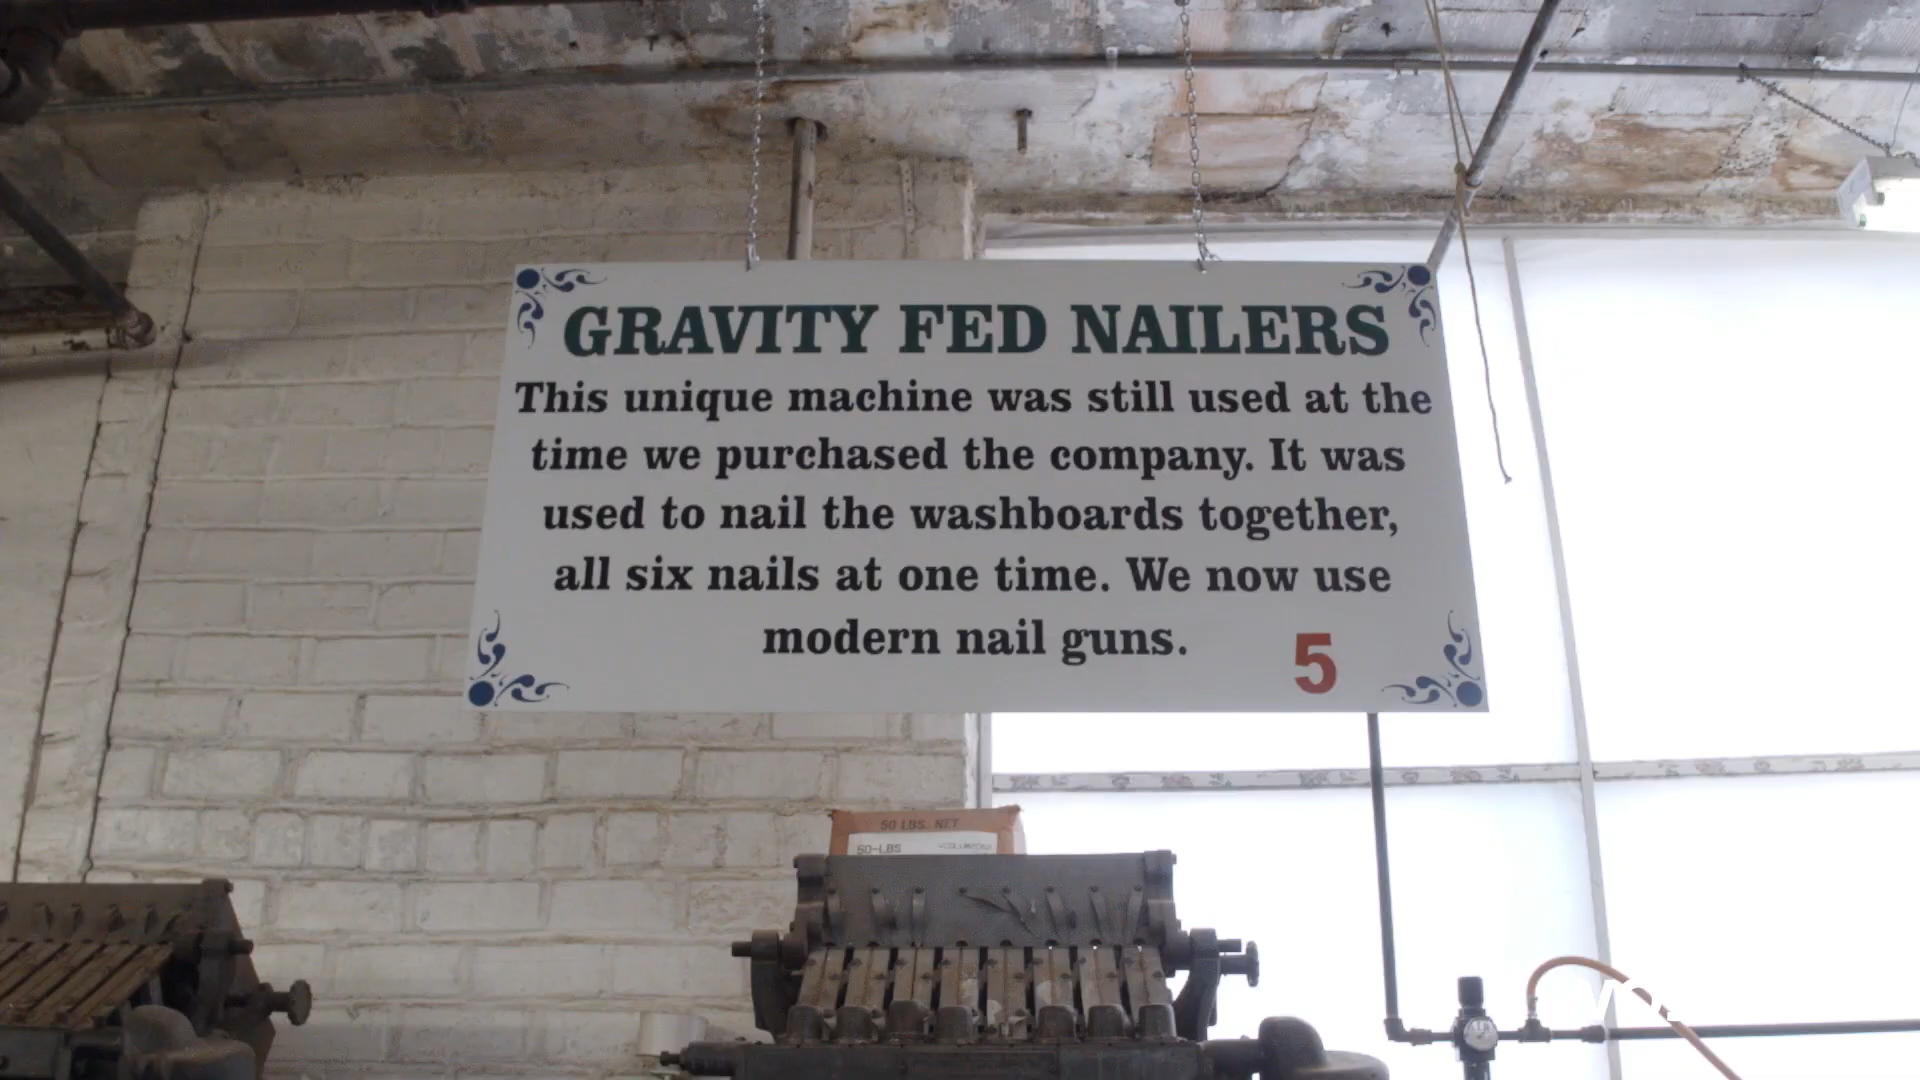 GRAVITY FED NAILERS
This unique machine was still used at the
time we purchased the company. It was
used to nail the washboards together,
all six nails at one time. We now use
modern nail guns.
5
50 LBS. NET
50-LBS